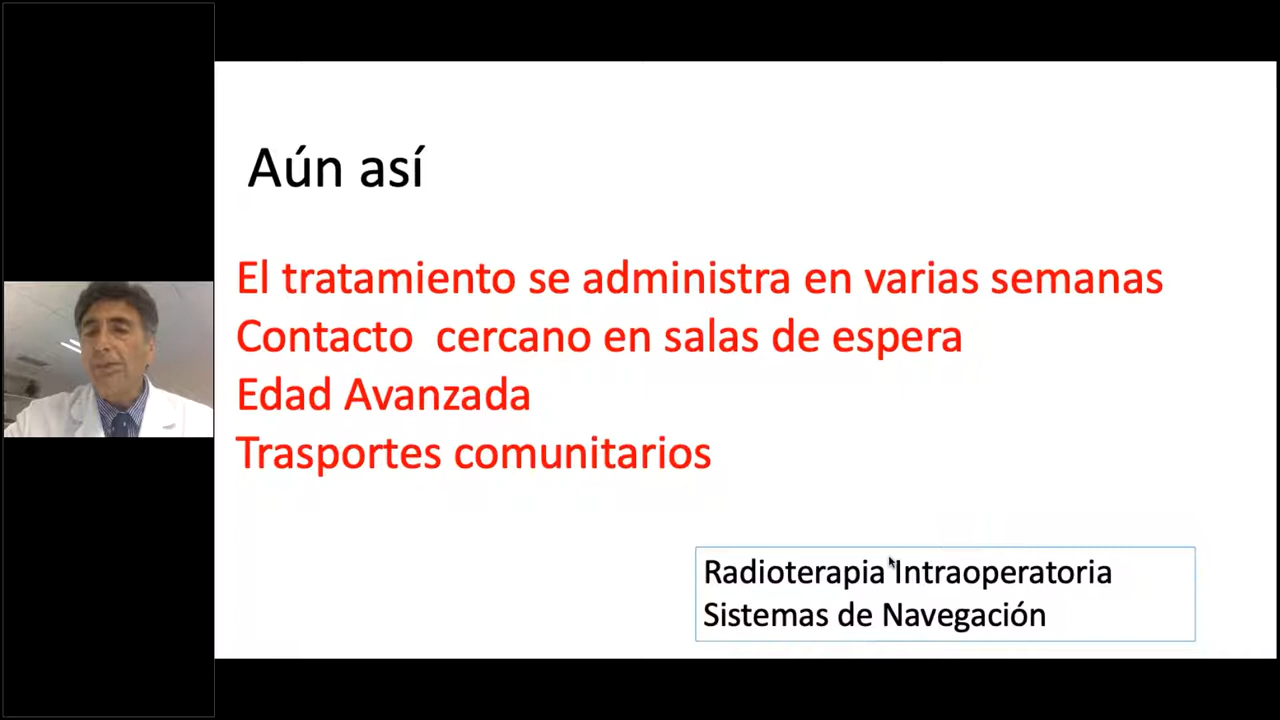 Aún así
El tratamiento se administra en varias semanas
Contacto cercano en salas de espera
Edad Avanzada
Trasportes comunitarios
Radioterapia Intraoperatoria
Sistemas de Navegación